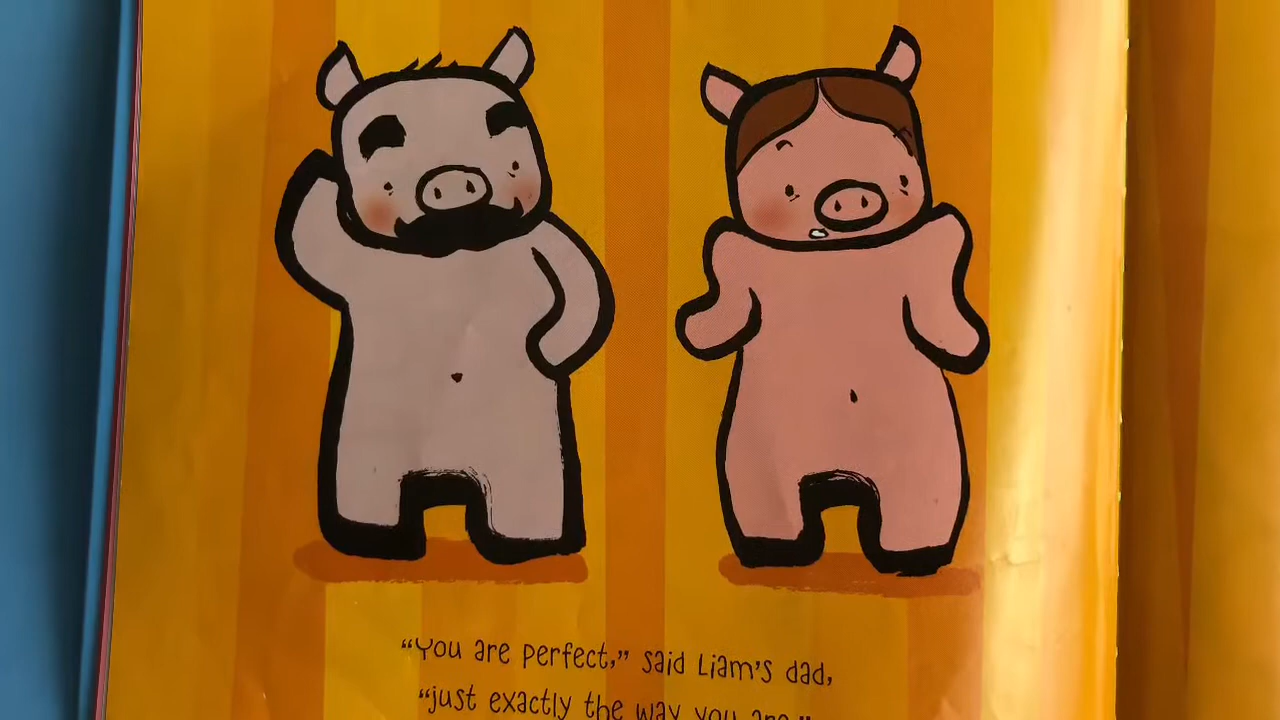 “You are perfect,” said Liam’s dad,
“just exactly the way you are.”